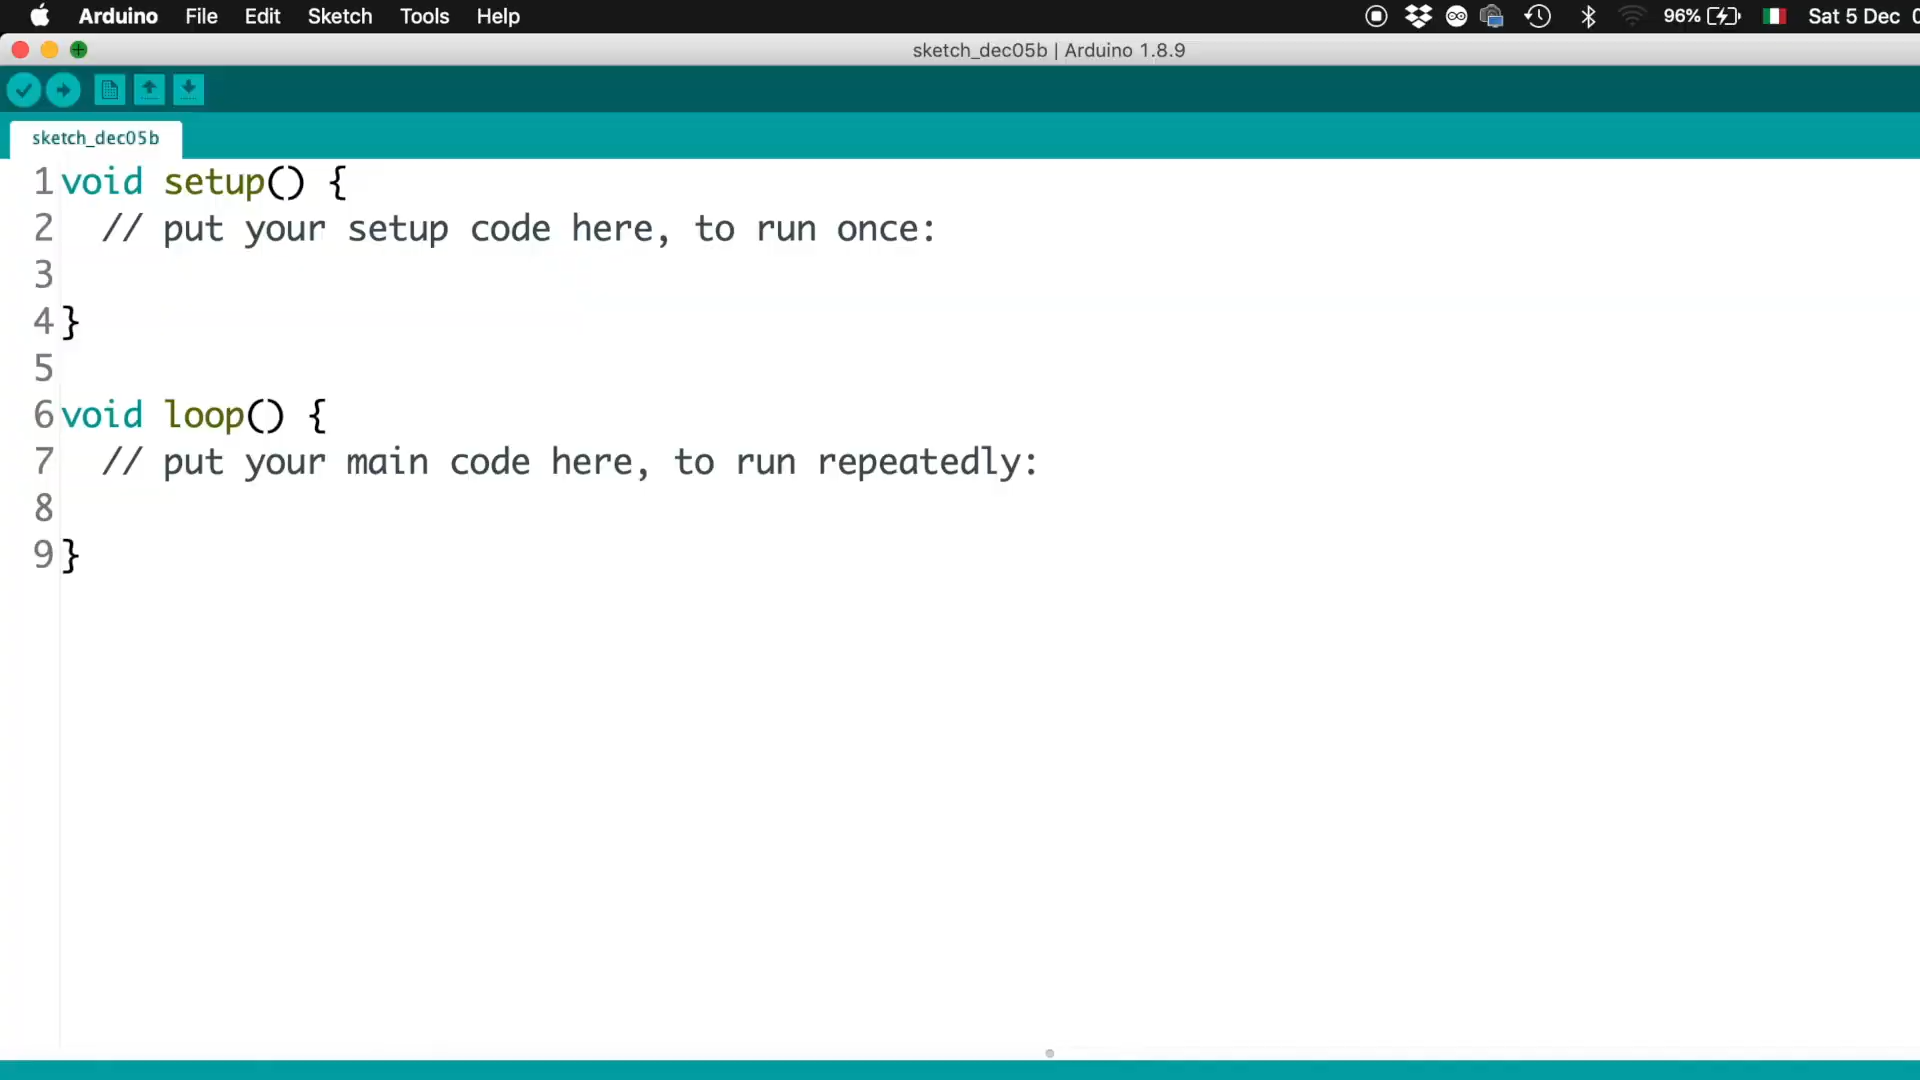 Arduino File Edit Sketch Tools Help 96% Sat 5 Dec
sketch_dec05b | Arduino 1.8.9
sketch_dec05b
1 void setup() {
2 // put your setup code here, to run once:
3
4 }
5
6 void loop() {
7 // put your main code here, to run repeatedly:
8
9 }